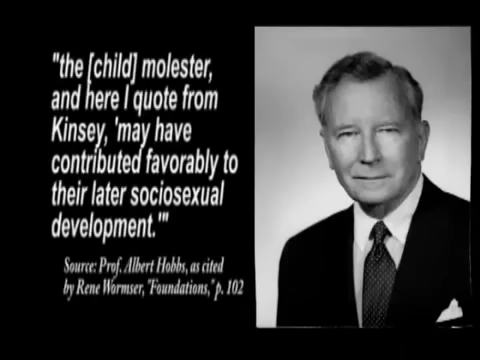 "the [child] molester,
and here I quote from
Kinsey, 'may have
contributed favorably to
their later sociosexual
development.'"
Source: Prof. Albert Hobbs, as cited
by Rene Wormser, "Foundations," p. 102